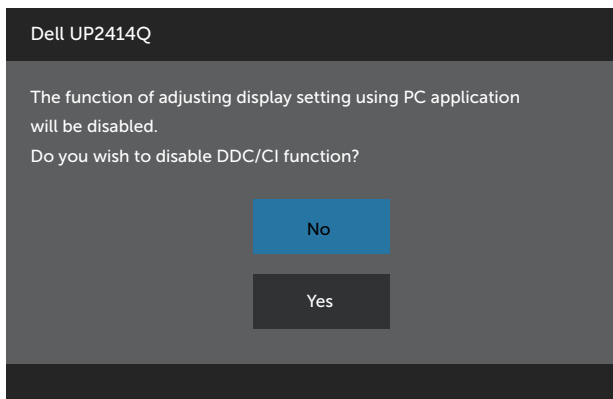 Dell UP2414Q
The function of adjusting display setting using PC application
will be disabled.
Do you wish to disable DDC/CI function?
No
Yes